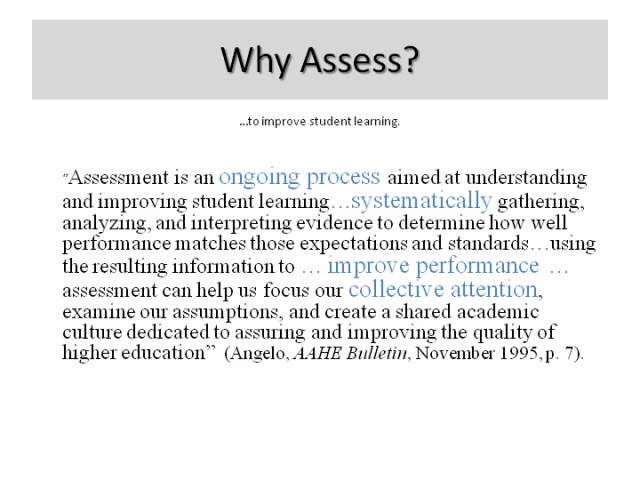 Why Assess?
...to improve student learning.
"Assessment is an ongoing process aimed at understanding
and improving student learning…systematically gathering,
analyzing, and interpreting evidence to determine how well
performance matches those expectations and standards…using
the resulting information to … improve performance …
assessment can help us focus our collective attention,
examine our assumptions, and create a shared academic
culture dedicated to assuring and improving the quality of
higher education” (Angelo, AAHE Bulletin, November 1995, p. 7).